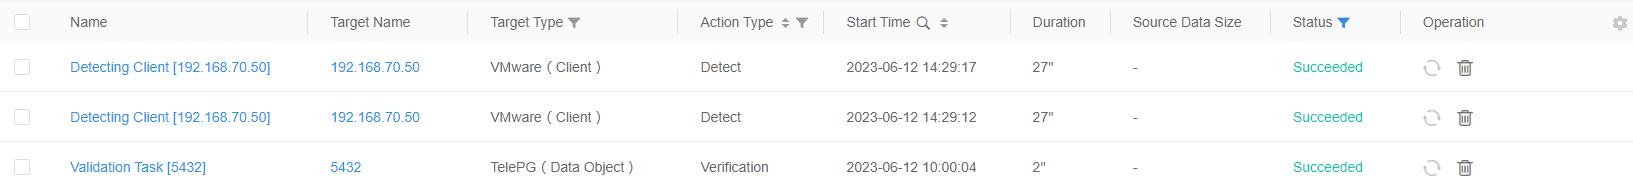 Name Target Name Target Type Action Type Start Time Duration Source Data Size Status Operation
Detecting Client [192.168.70.50] 192.168.70.50 VMware ( Client ) Detect 2023-06-12 14:29:17 27" - Succeeded
Detecting Client [192.168.70.50] 192.168.70.50 VMware ( Client ) Detect 2023-06-12 14:29:12 27" - Succeeded
Validation Task [5432] 5432 TelePG ( Data Object ) Verification 2023-06-12 10:00:04 2" - Succeeded